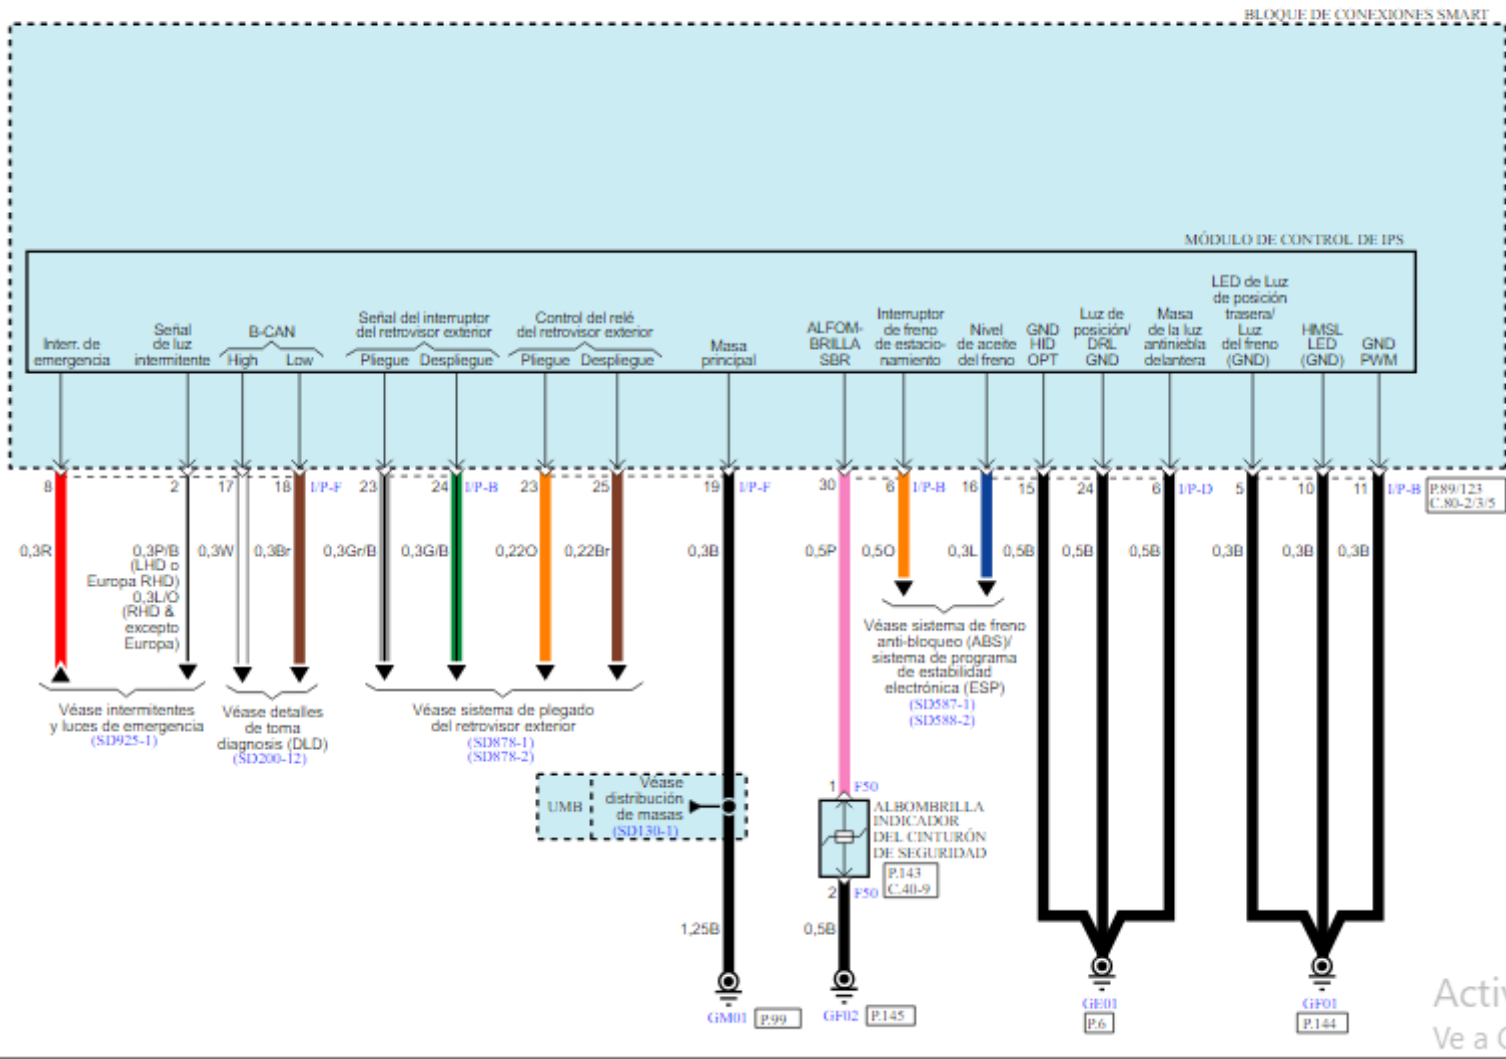 BLOQUE DE CONEXIONES SMART
MÓDULO DE CONTROL DE IPS
Interr. de
emergencia
Señal
de luz
intermitente
B-CAN
High Low
Señal del interruptor
del retrovisor exterior
Pliegue Despliegue
Control del relé
del retrovisor exterior
Pliegue Despliegue
Masa
principal
ALFOM-
BRILLA
SBR
Interruptor
de freno
de estacio-
namiento
Nivel
de aceite
del freno
GND
HID
OPT
Luz de
posición/
DRL
GND
Masa
de la luz
antiniebla
delantera
LED de Luz
de posición
trasera/
Luz
del freno
(GND)
HMSL
LED
(GND)
GND
PWM
8 2 17 18 I/P-F 23 24 I/P-B 23 25 19 I/P-F 30 6 I/P-B 16 15 24 6 I/P-D 5 10 11 I/P-B
P.89/123
C.80-2/3/5
0,3R
0,3P/B
(LHD o
Europa RHD)
0,3L/O
(RHD &
excepto
Europa)
0,3W 0,3Br 0,3Gr/B 0,3G/B 0,22O 0,22Br 0,3B 0,5P 0,5O 0,3L 0,5B 0,5B 0,5B 0,3B 0,3B 0,3B
Véase intermitentes
y luces de emergencia
(SD925-1)
Véase detalles
de toma
diagnosis (DLD)
(SD200-12)
Véase sistema de plegado
del retrovisor exterior
(SD878-1)
(SD878-2)
Véase sistema de freno
anti-bloqueo (ABS)/
sistema de programa
de estabilidad
electrónica (ESP)
(SD587-1)
(SD588-2)
UMB
Véase
distribución
de masas
(SD130-1)
1 F50
ALBOMBRILLA
INDICADOR
DEL CINTURÓN
DE SEGURIDAD
P.143
C.40-9
2 F50
1,25B
0,5B
GM01 P.99
GF02 P.145
GE01
P.6
GF01
P.144
Activ
Ve a C